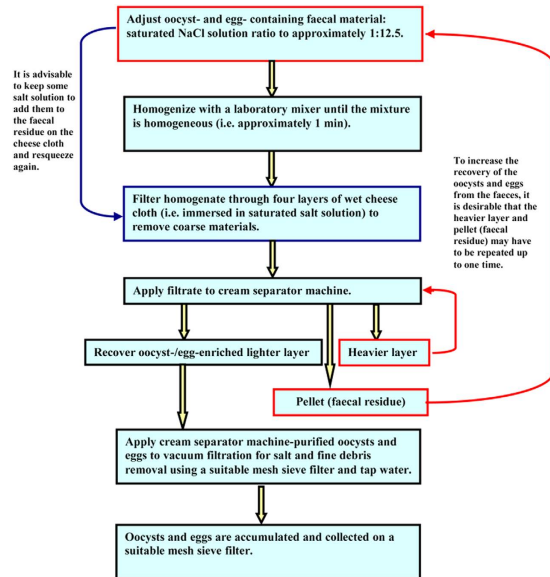 Adjust oocyst- and egg- containing faecal material:
saturated NaCl solution ratio to approximately 1:12.5.
It is advisable
to keep some
salt solution to
add them to
the faecal
residue on the
cheese cloth
and resqueeze
again.
Homogenize with a laboratory mixer until the mixture
is homogeneous (i.e. approximately 1 min).
To increase the
recovery of the
oocysts and eggs
from the faeces, it
is desirable that the
heavier layer and
pellet (faecal
residue) may have
to be repeated up
to one time.
Filter homogenate through four layers of wet cheese
cloth (i.e. immersed in saturated salt solution) to
remove coarse materials.
Apply filtrate to cream separator machine.
Recover oocyst-/egg-enriched lighter layer
Heavier layer
Pellet (faecal residue)
Apply cream separator machine-purified oocysts and
eggs to vacuum filtration for salt and fine debris
removal using a suitable mesh sieve filter and tap water.
Oocysts and eggs are accumulated and collected on a
suitable mesh sieve filter.